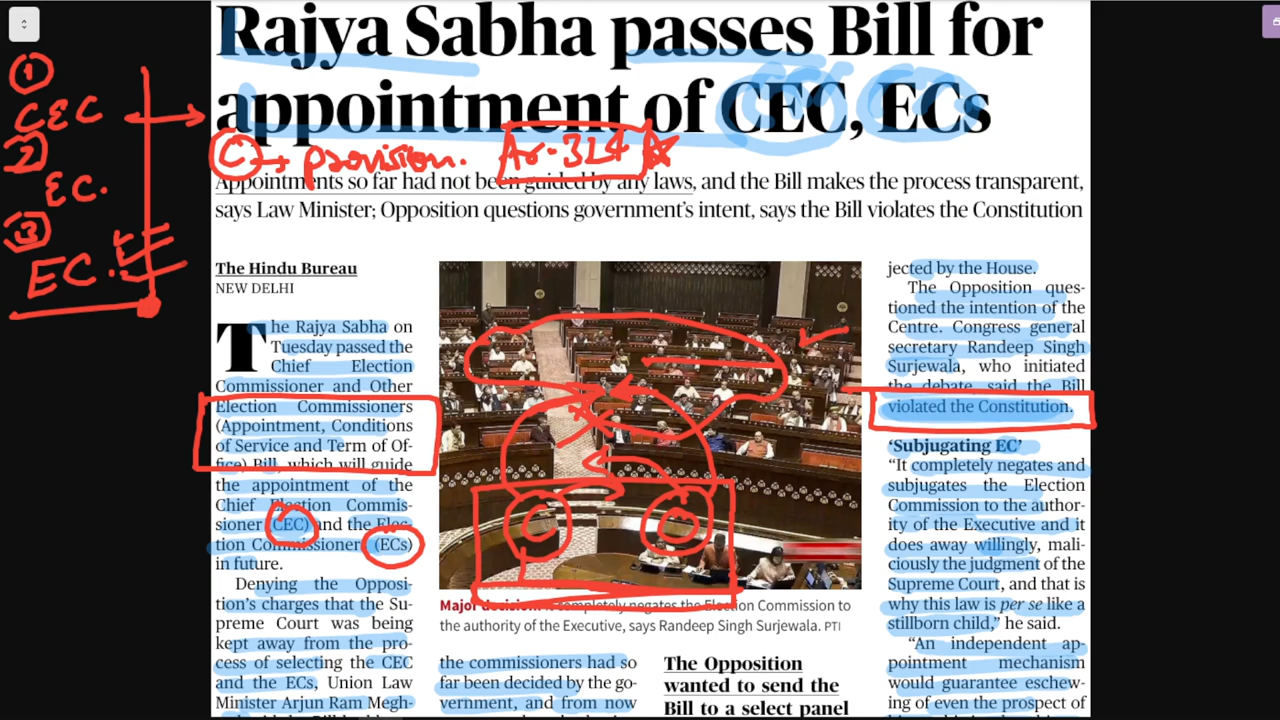 Rajya Sabha passes Bill for
appointment of CEC, ECs
1
CEC
2
EC.
3
EC.
C → provision. Ar-324
Appointments so far had not been guided by any laws, and the Bill makes the process transparent,
says Law Minister; Opposition questions government's intent, says the Bill violates the Constitution
The Hindu Bureau
NEW DELHI
The Rajya Sabha on
Tuesday passed the
Chief Election
Commissioner and Other
Election Commissioners
(Appointment, Conditions
of Service and Term of Of-
fice) Bill, which will guide
the appointment of the
Chief Election Commis-
sioner (CEC) and the Elec-
tion Commissioner (ECs)
in future.
Denying the Opposi-
tion's charges that the Su-
preme Court was being
kept away from the pro-
cess of selecting the CEC
and the ECs, Union Law
Minister Arjun Ram Megh-
Major decision: It completely negates the Election Commission to
the authority of the Executive, says Randeep Singh Surjewala. PTI
the commissioners had so
far been decided by the go-
vernment, and from now
The Opposition
wanted to send the
Bill to a select panel
jected by the House.
The Opposition ques-
tioned the intention of the
Centre. Congress general
secretary Randeep Singh
Surjewala, who initiated
the debate, said the Bill
violated the Constitution.
'Subjugating EC'
"It completely negates and
subjugates the Election
Commission to the author-
ity of the Executive and it
does away willingly, mali-
ciously the judgment of the
Supreme Court, and that is
why this law is per se like a
stillborn child," he said.
"An independent ap-
pointment mechanism
would guarantee eschew-
ing of even the prospect of